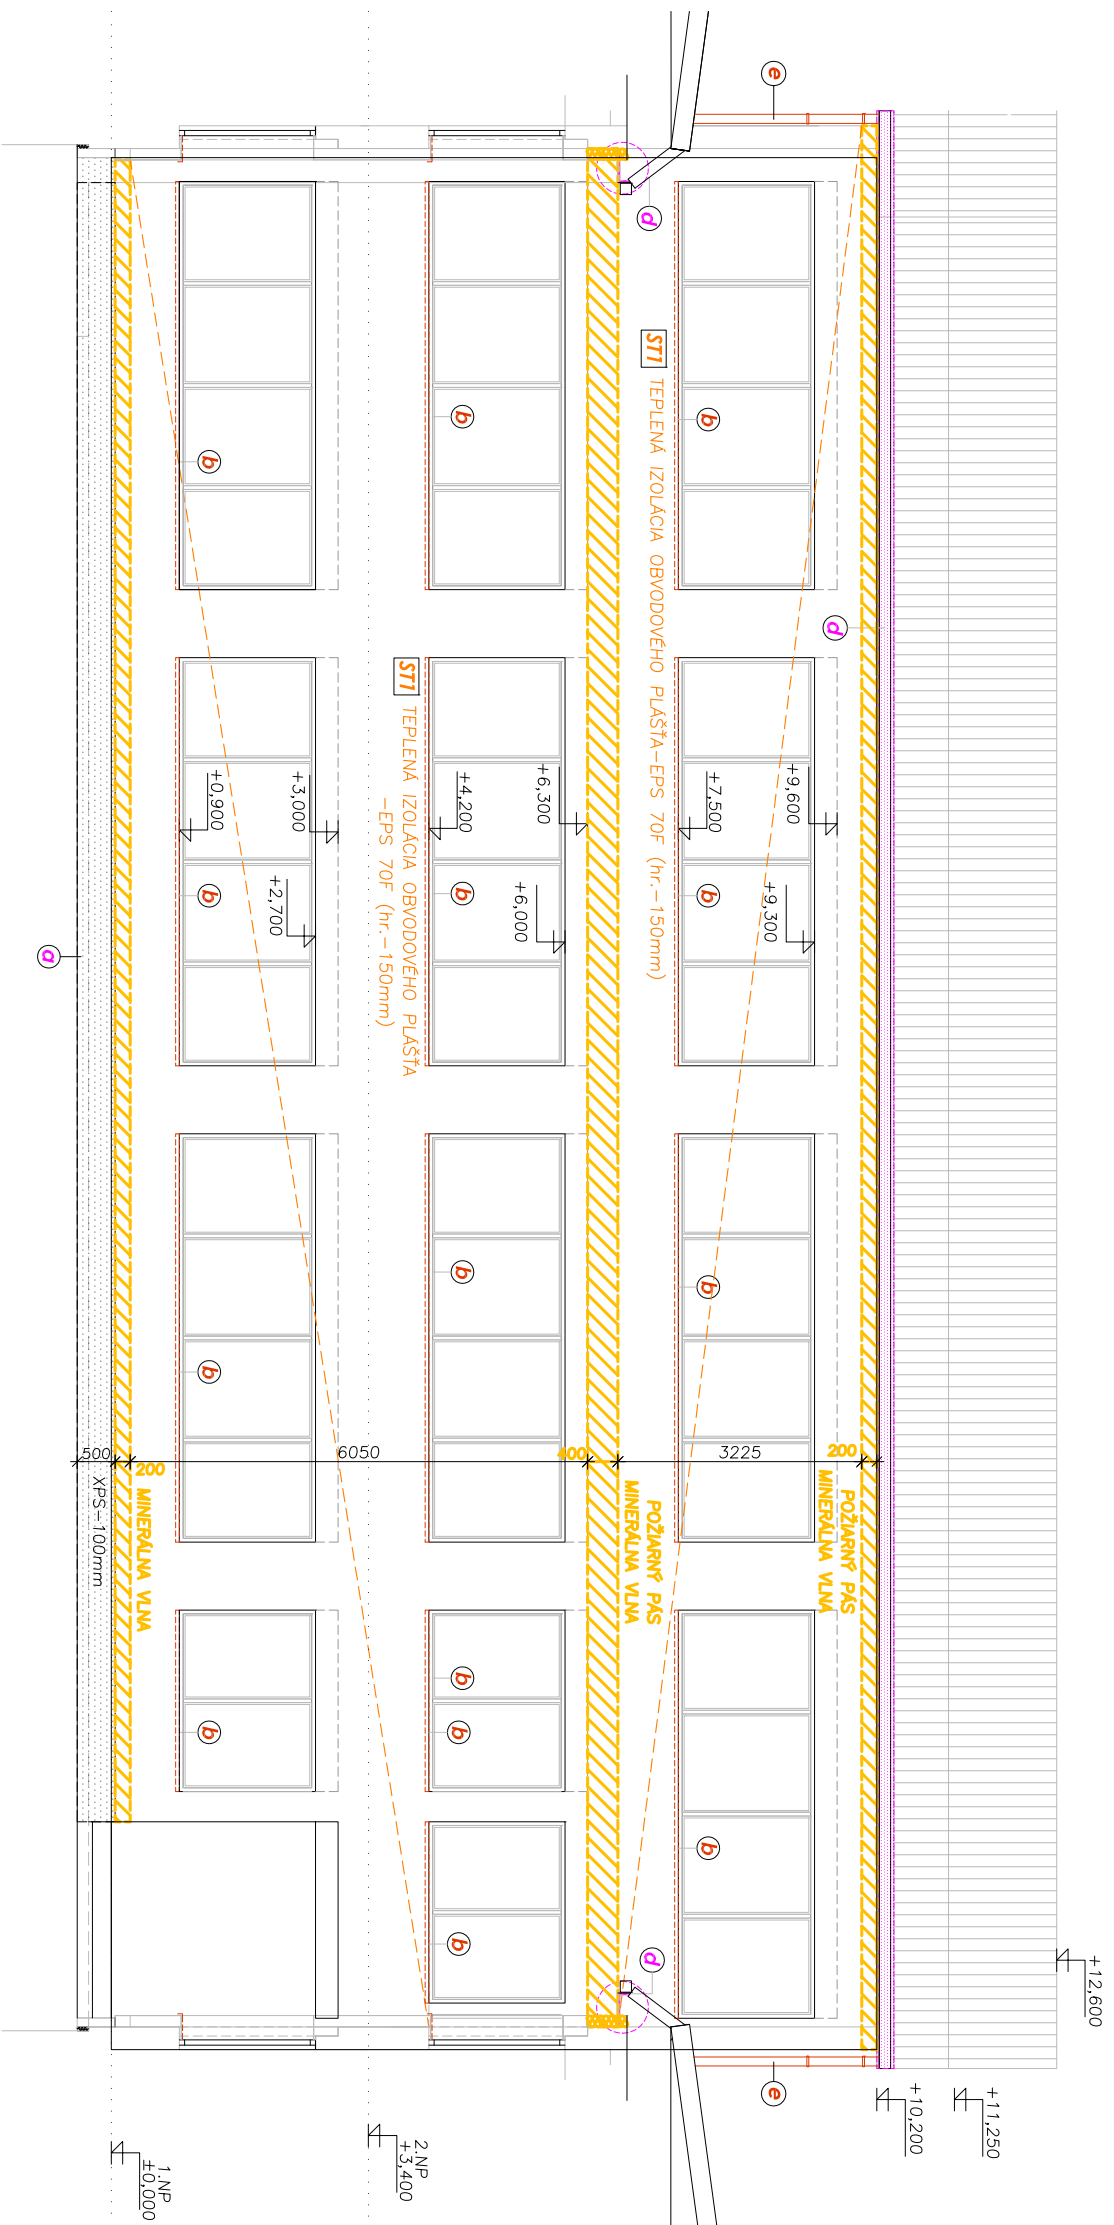 +12,600
+11,250
+10,200
e
e
d
POŽIARNY PÁS
MINERÁLNA VLNA
200
+9,600
+9,300
+7,500
b
b
b
b
3225
ST1 TEPLENÁ IZOLÁCIA OBVODOVÉHO PLÁŠŤA-EPS 70F (hr.-150mm)
d
d
POŽIARNY PÁS
MINERÁLNA VLNA
400
+6,300
+6,000
+4,200
b
b
b
b
b
b
ST1 TEPLENÁ IZOLÁCIA OBVODOVÉHO PLÁŠŤA
-EPS 70F (hr.-150mm)
2.NP
+3,400
6050
+3,000
+2,700
+0,900
b
b
b
b
200
MINERÁLNA VLNA
1.NP
±0,000
500
XPS-100mm
a